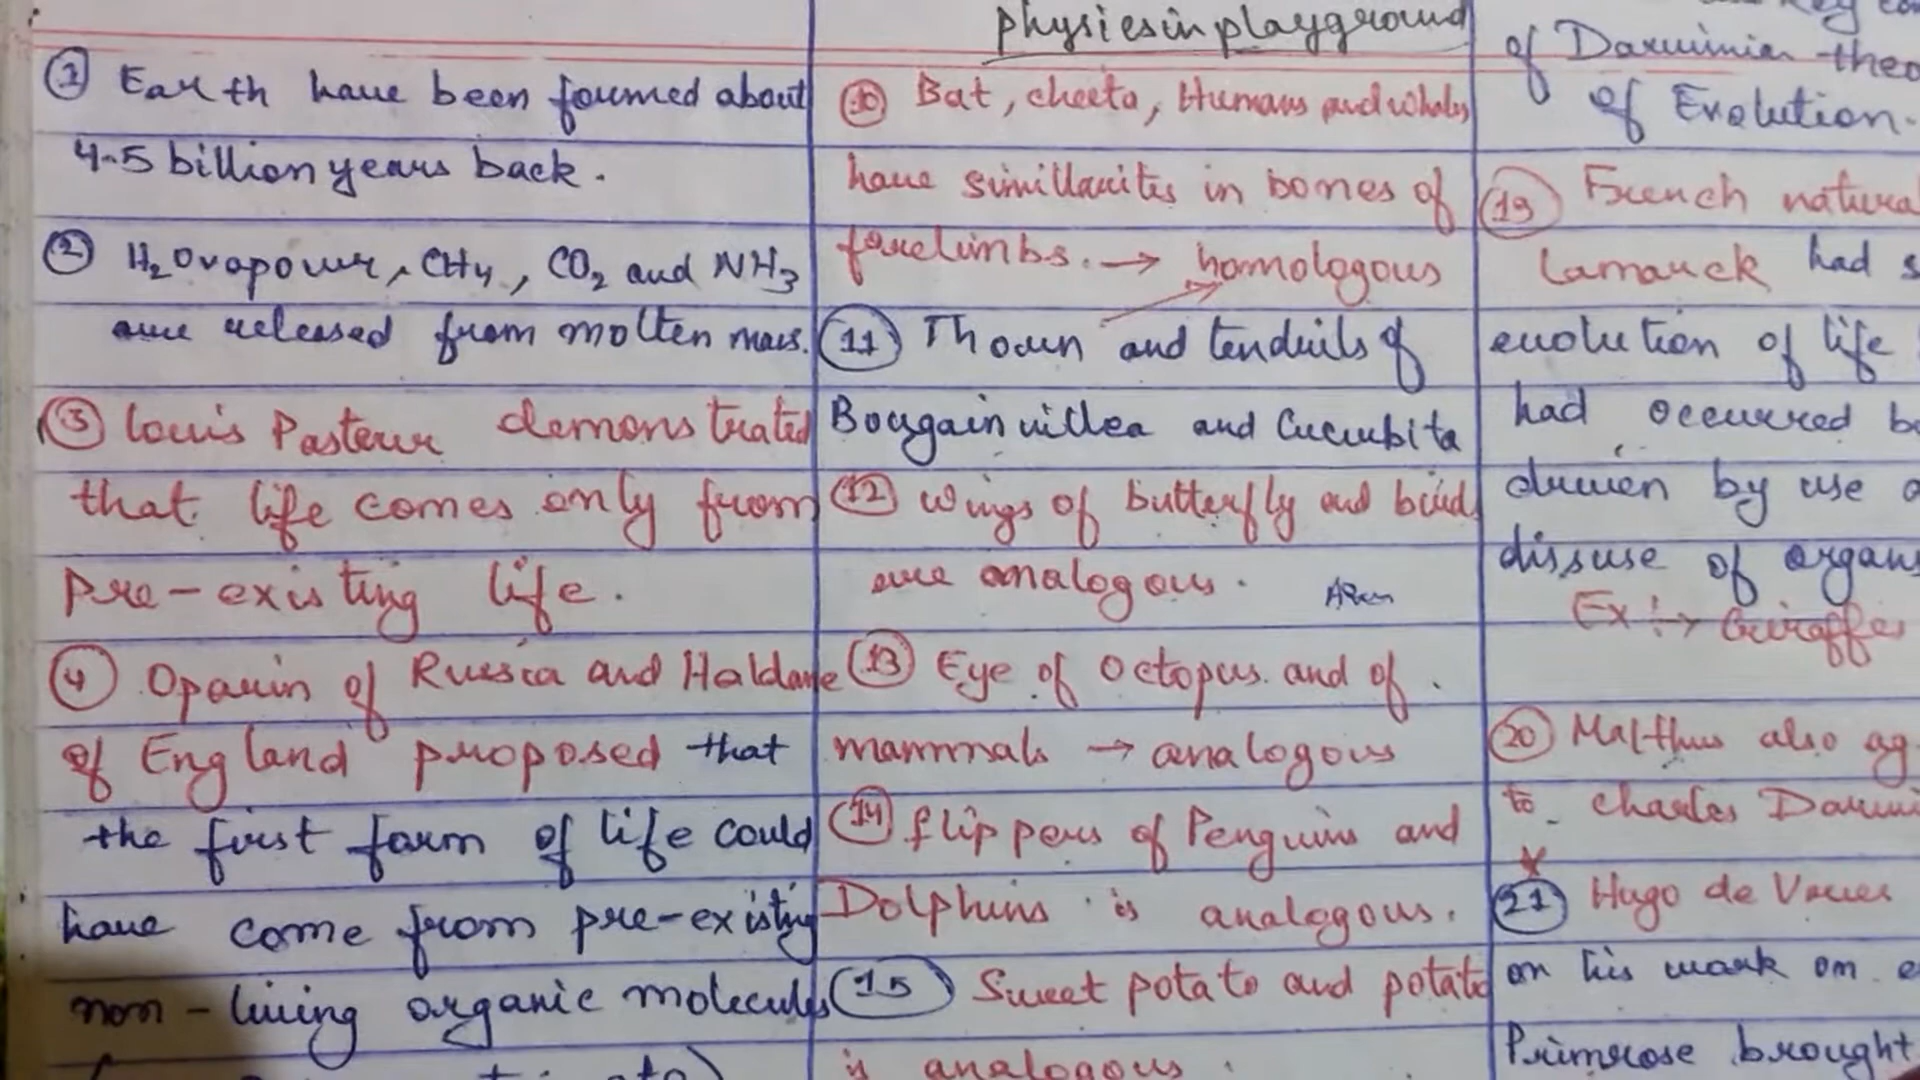 ① Earth have been formed about
4.5 billion years back.
② H₂O vapour, CH₄, CO₂ and NH₃
are released from molten mass.
③ Louis Pasteur demonstrated
that life comes only from
pre-existing life.
④ Oparin of Russia and Haldane
of England proposed that
the first form of life could
have come from pre-existing
non-living organic molecules
physicsinplayground
⑩ Bat, cheeta, Humans and whales
have simillarites in bones of
forelimbs. → homologous
⑪ Thorn and tendrils of
Bougainvillea and Cucurbita
⑫ wings of butterfly and bird
are analogous.
⑬ Eye of Octopus and of
mammals → analogous
⑭ flippers of Penguins and
Dolphins is analogous.
⑮ Sweet potato and potato
is analogous.
of Darwinian theo
of Evolution.
⑲ French natura
Lamarck had s
evolution of life
had occurred b
driven by use o
dissuse of organs
Ex :→ Giraffes
⑳ Malthus also ag
to charles Darwi
㉑ Hugo de Vries
on his work on e
Primrose brought